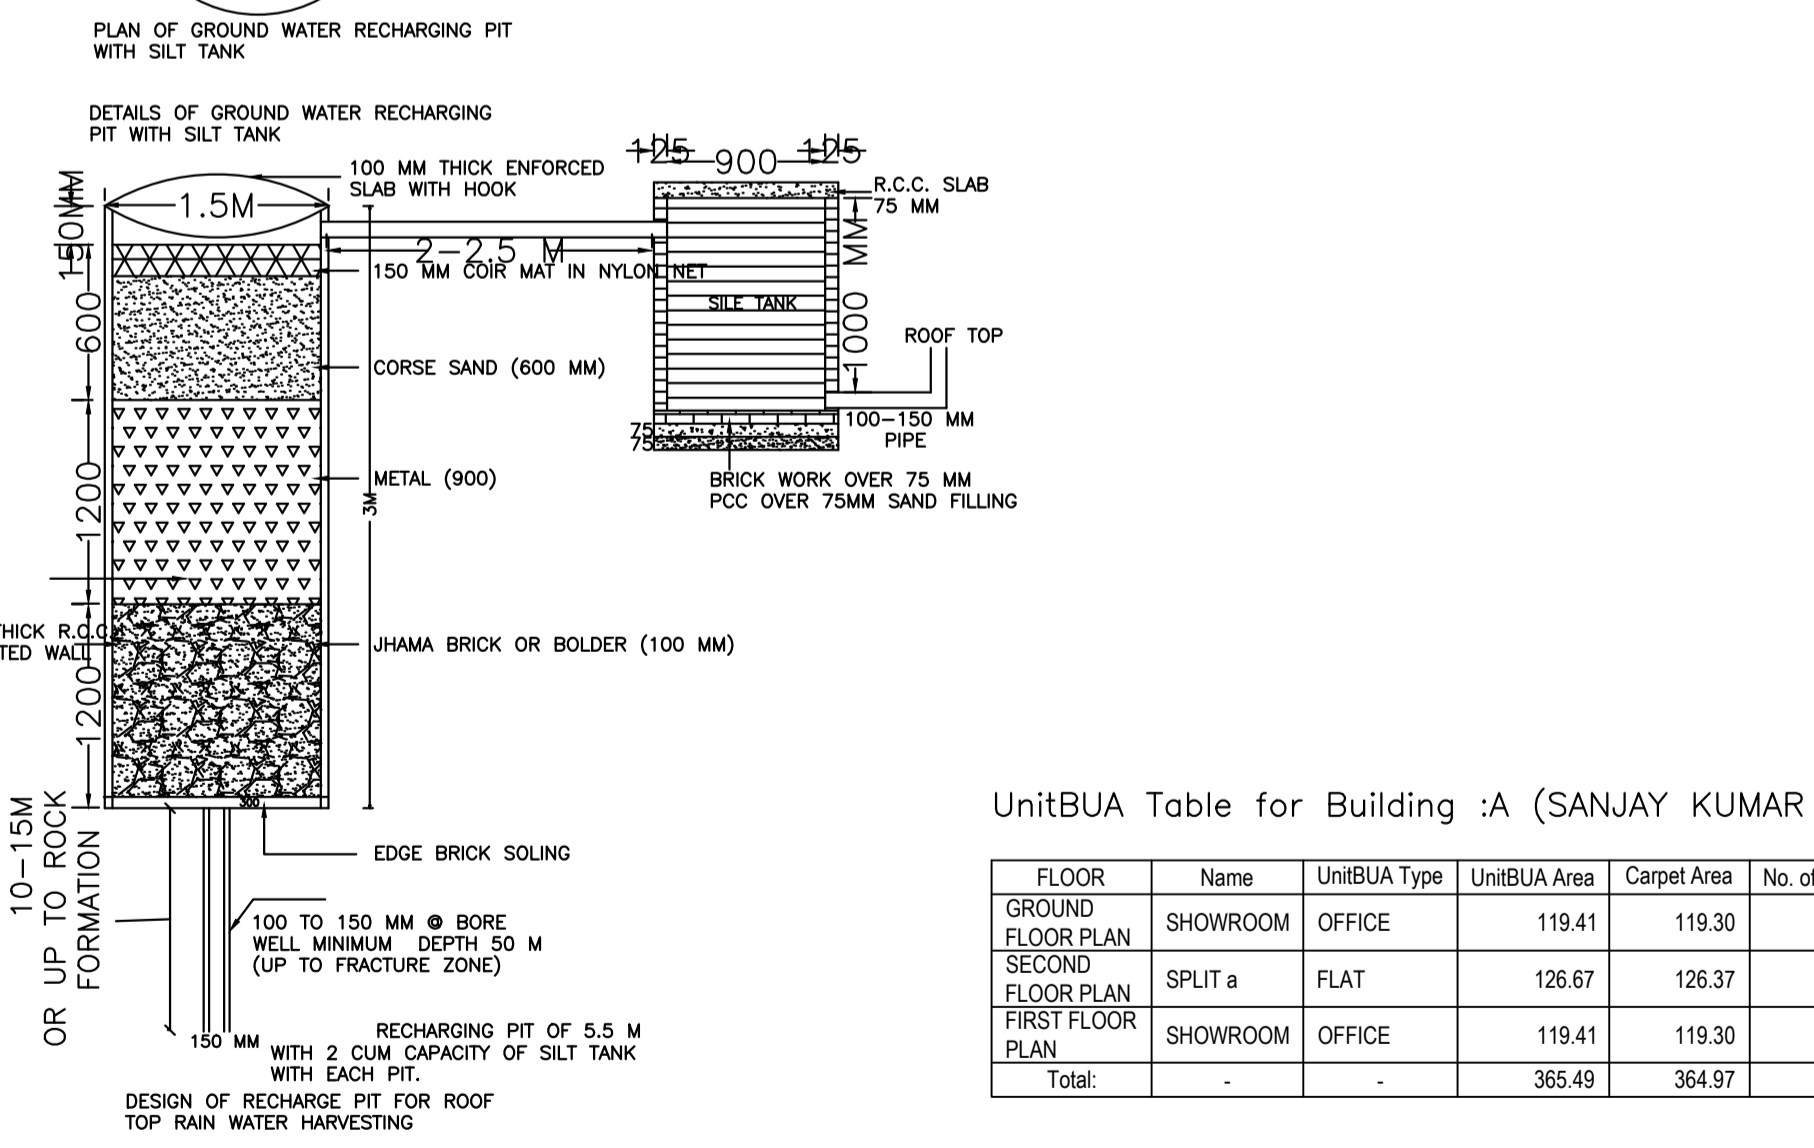 PLAN OF GROUND WATER RECHARGING PIT
WITH SILT TANK
DETAILS OF GROUND WATER RECHARGING
PIT WITH SILT TANK
100 MM THICK ENFORCED
SLAB WITH HOOK
150MM
1.5M
125
900
125
R.C.C. SLAB
75 MM
2-2.5 M
150 MM COIR MAT IN NYLON NET
600
SILE TANK
1000 MM
ROOF TOP
CORSE SAND (600 MM)
100-150 MM
PIPE
75
75
1200
METAL (900)
3M
BRICK WORK OVER 75 MM
PCC OVER 75MM SAND FILLING
THICK R.C.C.
TED WALL
1200
JHAMA BRICK OR BOLDER (100 MM)
300
10-15M
OR UP TO ROCK
FORMATION
EDGE BRICK SOLING
100 TO 150 MM @ BORE
WELL MINIMUM DEPTH 50 M
(UP TO FRACTURE ZONE)
150 MM
RECHARGING PIT OF 5.5 M
WITH 2 CUM CAPACITY OF SILT TANK
WITH EACH PIT.
DESIGN OF RECHARGE PIT FOR ROOF
TOP RAIN WATER HARVESTING
UnitBUA Table for Building :A (SANJAY KUMAR
FLOOR Name UnitBUA Type UnitBUA Area Carpet Area No. of
GROUND
FLOOR PLAN SHOWROOM OFFICE 119.41 119.30
SECOND
FLOOR PLAN SPLIT a FLAT 126.67 126.37
FIRST FLOOR
PLAN SHOWROOM OFFICE 119.41 119.30
Total: - - 365.49 364.97